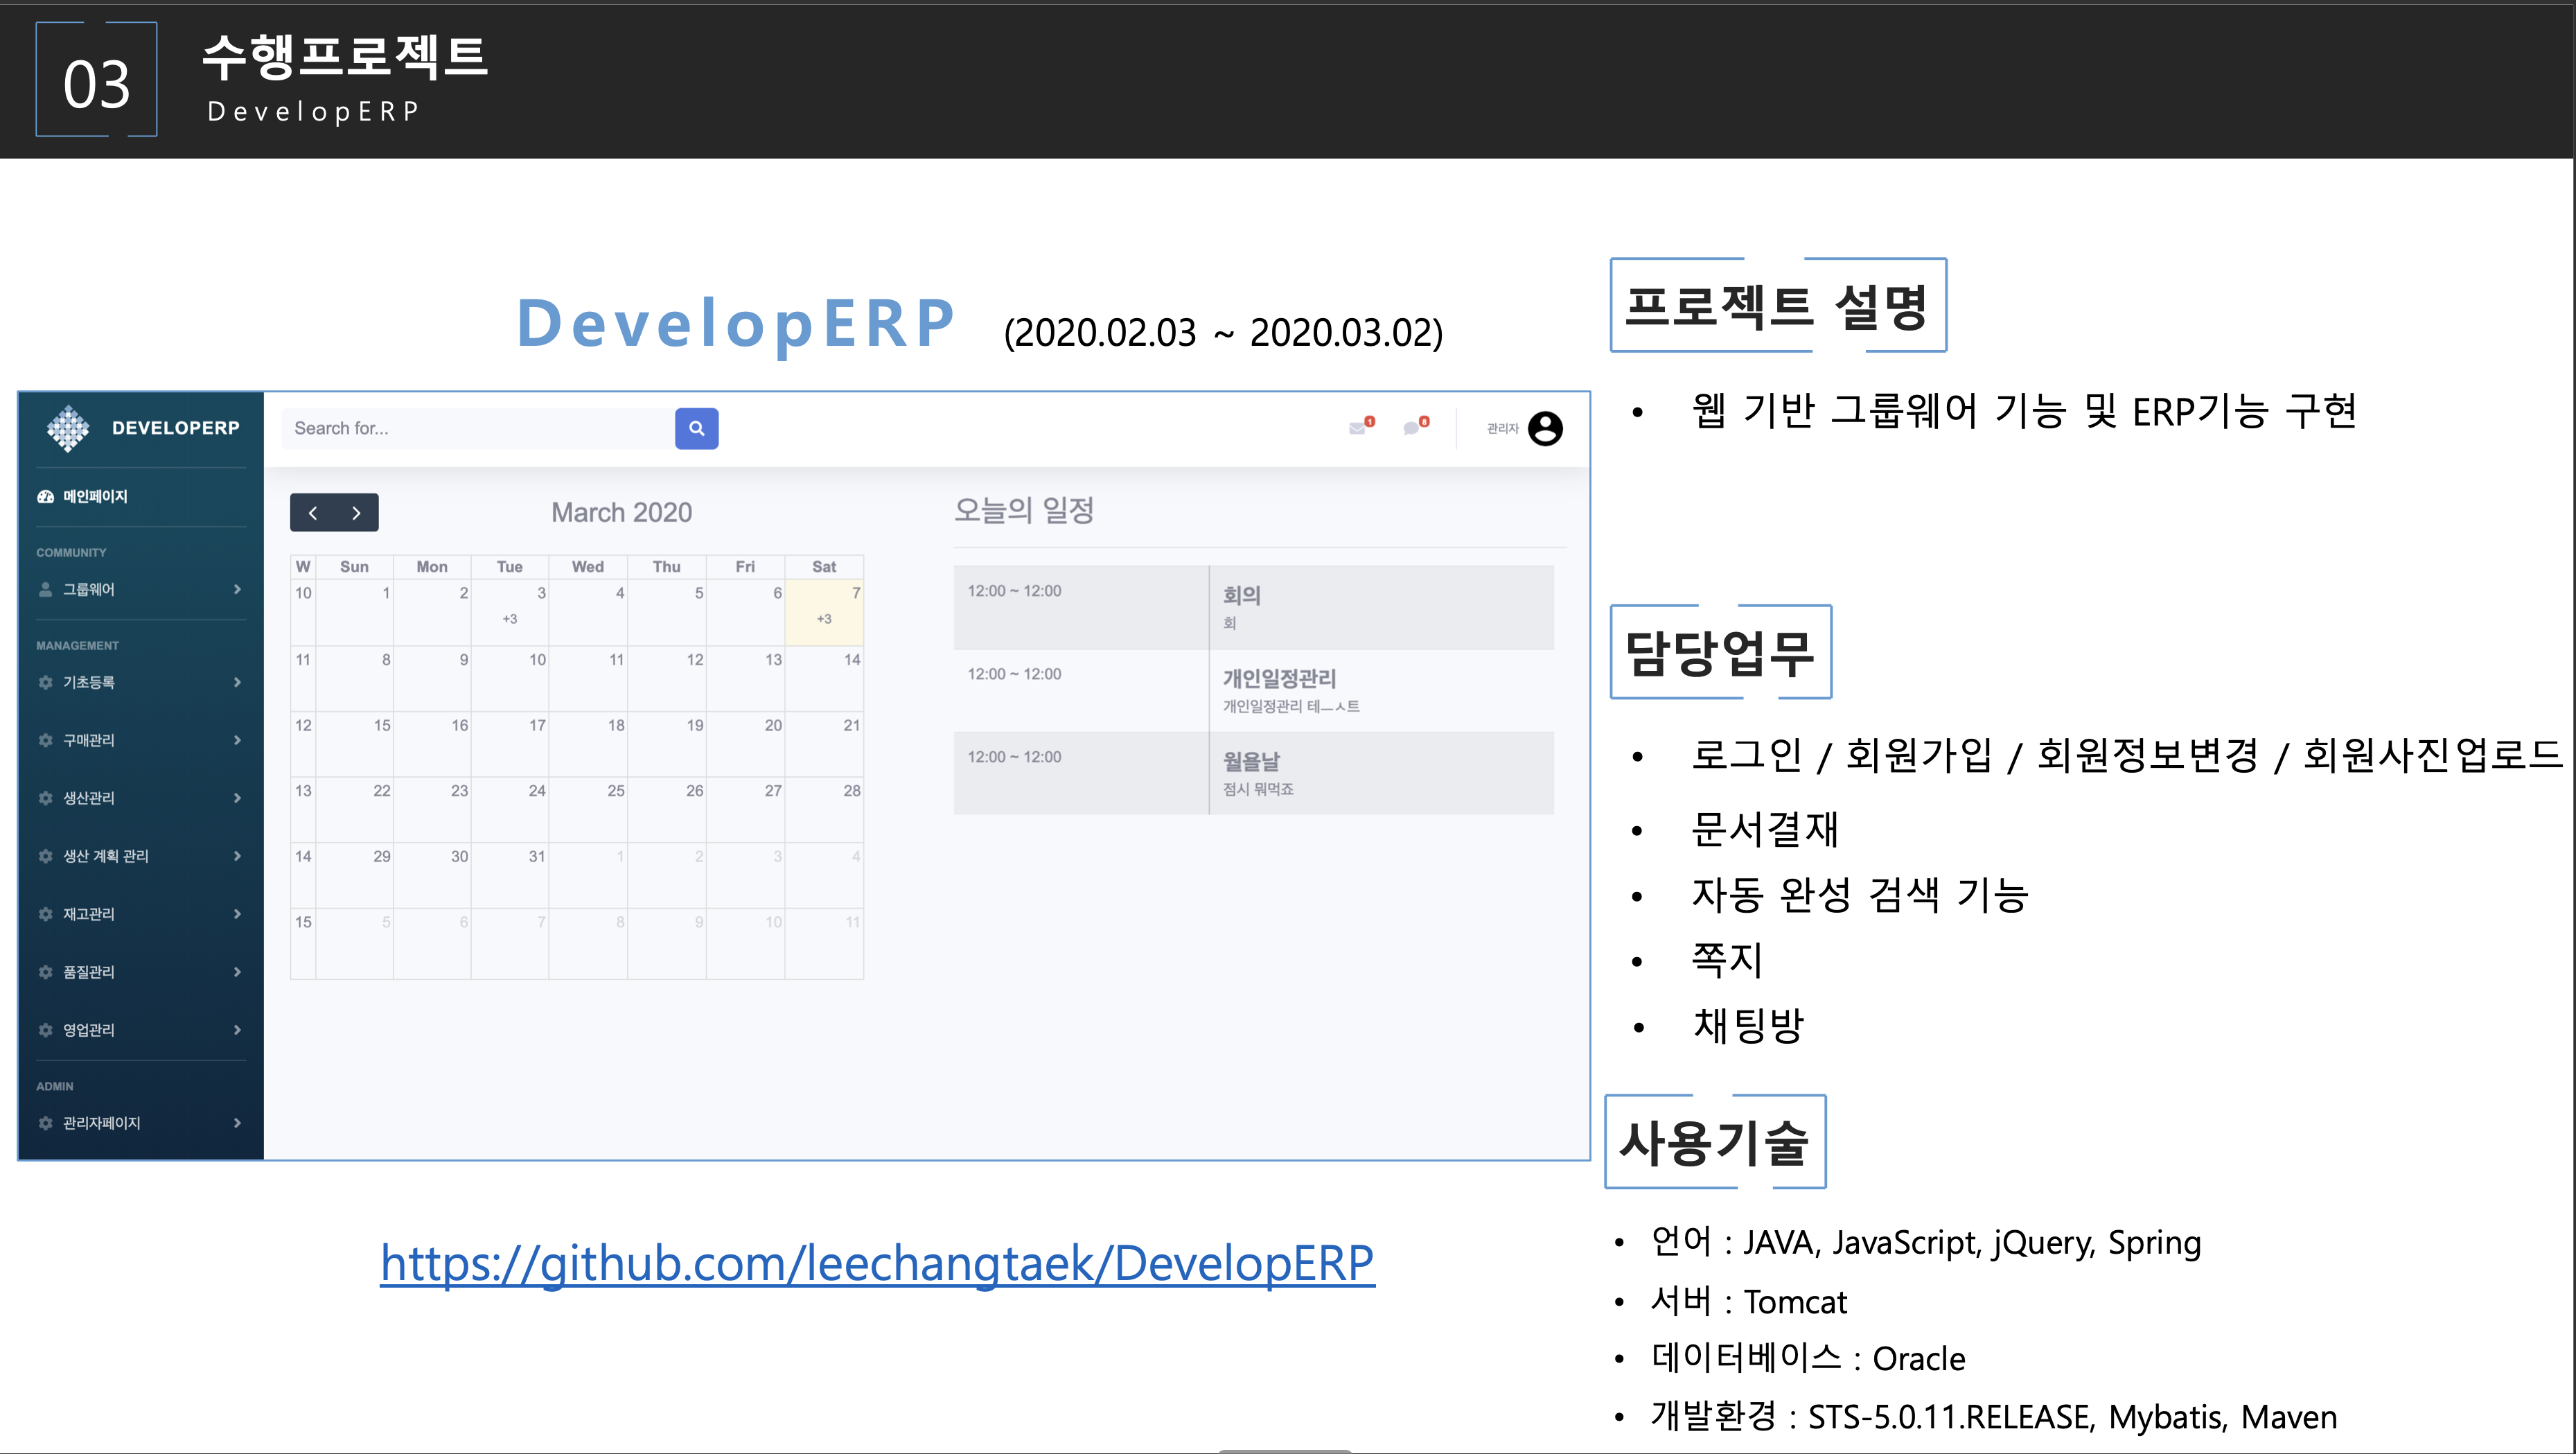 03
수행프로젝트
DevelopERP
DevelopERP (2020.02.03 ~ 2020.03.02)
DEVELOPERP
메인페이지
COMMUNITY
그룹웨어
MANAGEMENT
기초등록
구매관리
생산관리
생산 계획 관리
재고관리
품질관리
영업관리
ADMIN
관리자페이지
Search for...
1
8
관리자
March 2020
W Sun Mon Tue Wed Thu Fri Sat
10 1 2 3 4 5 6 7
+3 +3
11 8 9 10 11 12 13 14
12 15 16 17 18 19 20 21
13 22 23 24 25 26 27 28
14 29 30 31 1 2 3 4
15 5 6 7 8 9 10 11
오늘의 일정
12:00 ~ 12:00 회의
회
12:00 ~ 12:00 개인일정관리
개인일정관리 테ㅡㅅ트
12:00 ~ 12:00 월욜날
점시 뭐먹죠
https://github.com/leechangtaek/DevelopERP
프로젝트 설명
• 웹 기반 그룹웨어 기능 및 ERP기능 구현
담당업무
• 로그인 / 회원가입 / 회원정보변경 / 회원사진업로드
• 문서결재
• 자동 완성 검색 기능
• 쪽지
• 채팅방
사용기술
• 언어 : JAVA, JavaScript, jQuery, Spring
• 서버 : Tomcat
• 데이터베이스 : Oracle
• 개발환경 : STS-5.0.11.RELEASE, Mybatis, Maven